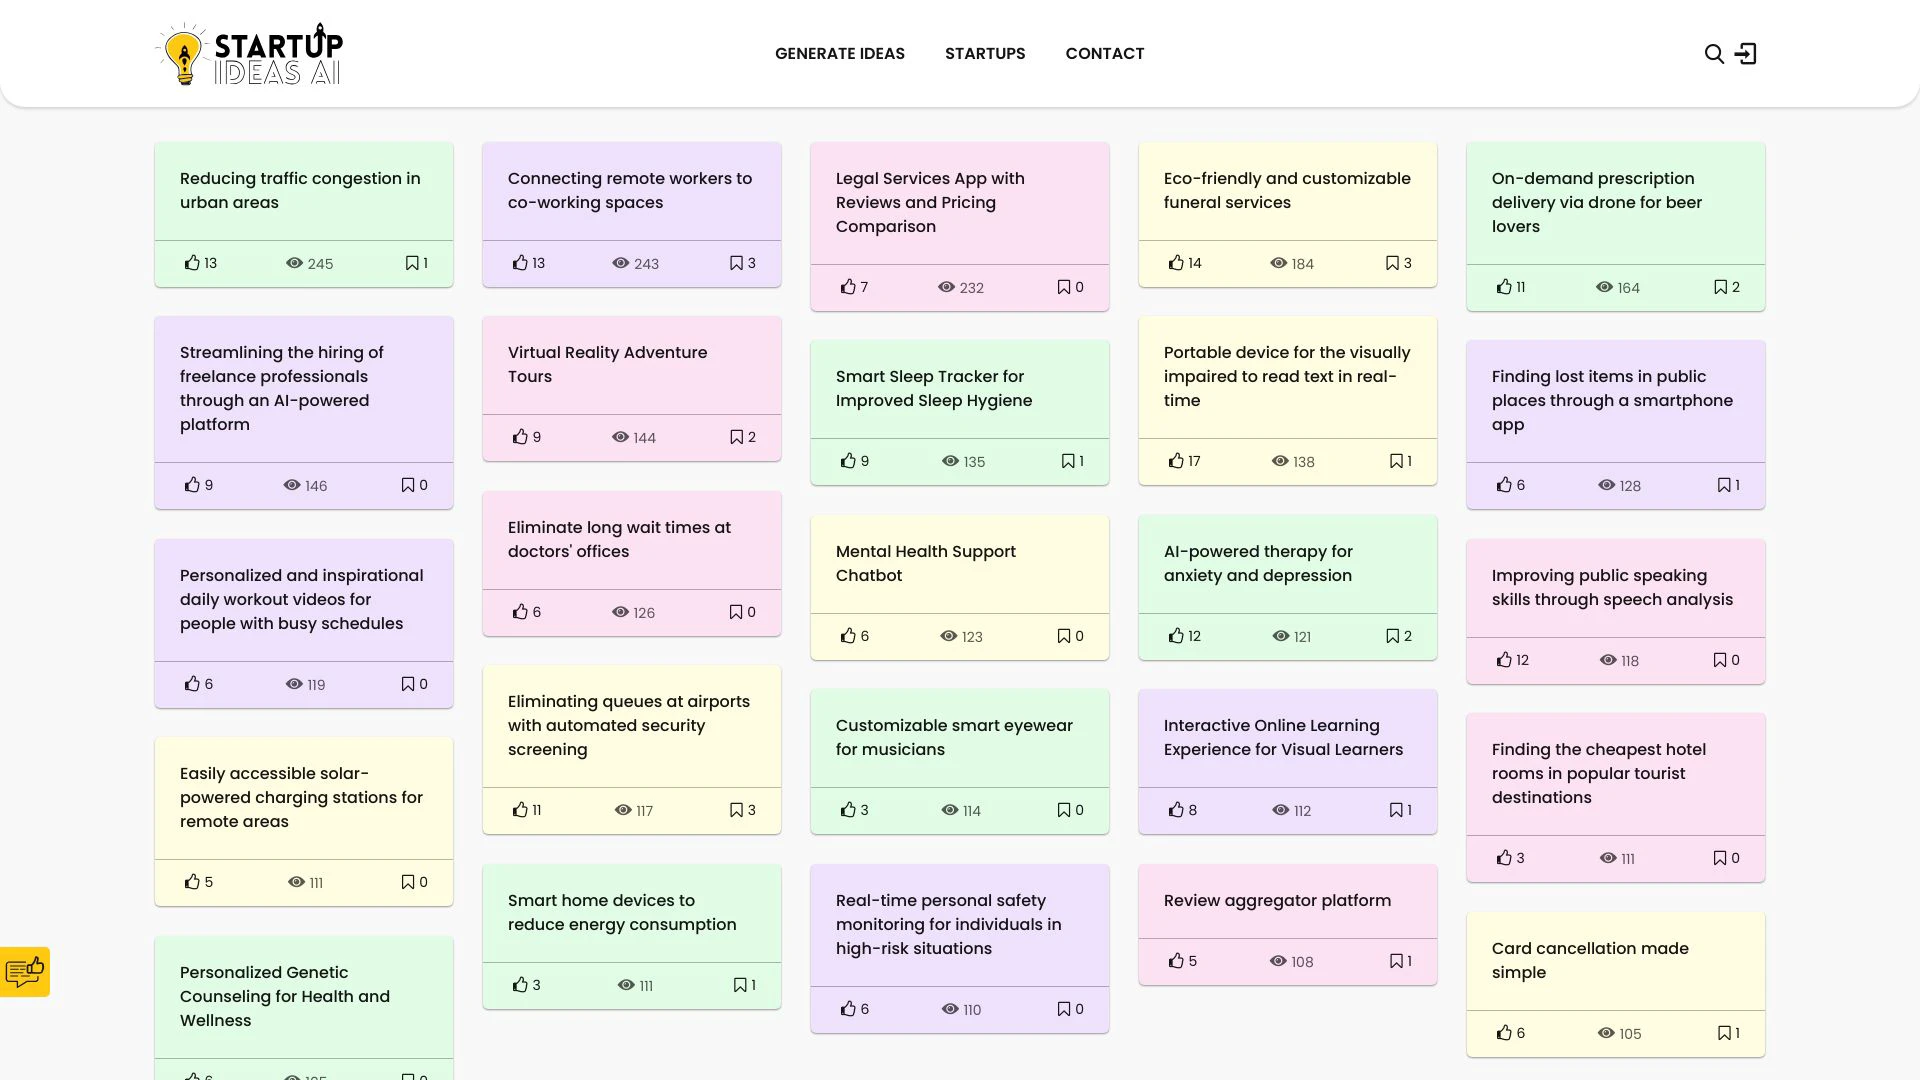 STARTUP
IDEAS AI
GENERATE IDEAS
STARTUPS
CONTACT
Reducing traffic congestion in
urban areas
13
245
1
Connecting remote workers to
co-working spaces
13
243
3
Legal Services App with
Reviews and Pricing
Comparison
7
232
0
Eco-friendly and customizable
funeral services
14
184
3
On-demand prescription
delivery via drone for beer
lovers
11
164
2
Streamlining the hiring of
freelance professionals
through an AI-powered
platform
9
146
0
Virtual Reality Adventure
Tours
9
144
2
Smart Sleep Tracker for
Improved Sleep Hygiene
9
135
1
Portable device for the visually
impaired to read text in real-
time
17
138
1
Finding lost items in public
places through a smartphone
app
6
128
1
Personalized and inspirational
daily workout videos for
people with busy schedules
6
119
0
Eliminate long wait times at
doctors' offices
6
126
0
Mental Health Support
Chatbot
6
123
0
AI-powered therapy for
anxiety and depression
12
121
2
Improving public speaking
skills through speech analysis
12
118
0
Easily accessible solar-
powered charging stations for
remote areas
5
111
0
Eliminating queues at airports
with automated security
screening
11
117
3
Customizable smart eyewear
for musicians
3
114
0
Interactive Online Learning
Experience for Visual Learners
8
112
1
Finding the cheapest hotel
rooms in popular tourist
destinations
3
111
0
Personalized Genetic
Counseling for Health and
Wellness
Smart home devices to
reduce energy consumption
3
111
1
Real-time personal safety
monitoring for individuals in
high-risk situations
6
110
0
Review aggregator platform
5
108
1
Card cancellation made
simple
6
105
1